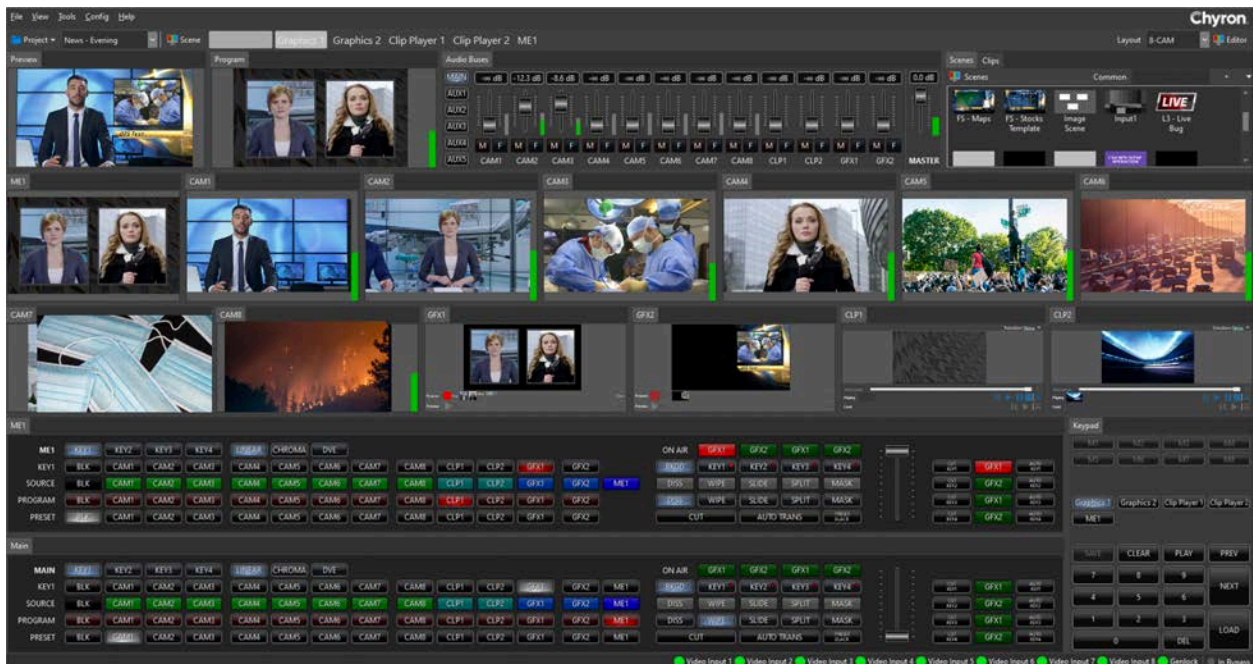 File View Tools Config Help
Chyron
Project News - Evening Scene Graphics 1 Graphics 2 Clip Player 1 Clip Player 2 ME1 Layout 8-CAM Editor
Preview Program Audio Buses Scenes Clips
MAIN -∞ dB -12.3 dB -8.6 dB -∞ dB -∞ dB -∞ dB -∞ dB -∞ dB -∞ dB -∞ dB -∞ dB -∞ dB 0.0 dB
Scenes Common
AUX1
AUX2
AUX3
AUX4 M F M F M F M F M F M F M F M F M F M F M F M F
AUX5 CAM1 CAM2 CAM3 CAM4 CAM5 CAM6 CAM7 CAM8 CLP1 CLP2 GFX1 GFX2 MASTER
FS - Maps FS - Stocks Template Image Scene Input1 L3 - Live Bug
LIVE
ME1 CAM1 CAM2 CAM3 CAM4 CAM5 CAM6
CAM7 CAM8 GFX1 GFX2 CLP1 CLP2
ME1 Keypad
ME1 KEY1 KEY2 KEY3 KEY4 LINEAR CHROMA DVE ON AIR GFX1 GFX2 GFX1 GFX2
KEY1 BLK CAM1 CAM2 CAM3 CAM4 CAM5 CAM6 CAM7 CAM8 CLP1 CLP2 GFX1 GFX2 BKGD KEY1 KEY2 KEY3 KEY4 GFX1
SOURCE BLK CAM1 CAM2 CAM3 CAM4 CAM5 CAM6 CAM7 CAM8 CLP1 CLP2 GFX1 GFX2 ME1 DISS WIPE SLIDE SPLIT MASK GFX2
PROGRAM BLK CAM1 CAM2 CAM3 CAM4 CAM5 CAM6 CAM7 CAM8 CLP1 CLP2 GFX1 GFX2 WIPE SLIDE SPLIT MASK GFX1
PRESET CAM1 CAM2 CAM3 CAM4 CAM5 CAM6 CAM7 CAM8 CLP1 CLP2 GFX1 GFX2 CUT AUTO TRANS GFX2
Graphics 1 Graphics 2 Clip Player 1 Clip Player 2
ME1
Main
MAIN KEY1 KEY2 KEY3 KEY4 LINEAR CHROMA DVE ON AIR GFX1 GFX2 GFX1 GFX2
KEY1 BLK CAM1 CAM2 CAM3 CAM4 CAM5 CAM6 CAM7 CAM8 CLP1 CLP2 GFX2 ME1 BKGD KEY1 KEY2 KEY3 KEY4 GFX1
SOURCE BLK CAM1 CAM2 CAM3 CAM4 CAM5 CAM6 CAM7 CAM8 CLP1 CLP2 GFX1 GFX2 ME1 DISS WIPE SLIDE SPLIT MASK GFX2
PROGRAM BLK CAM1 CAM2 CAM3 CAM4 CAM5 CAM6 CAM7 CAM8 CLP1 CLP2 GFX1 GFX2 ME1 DISS WIPE SLIDE SPLIT MASK GFX1
PRESET BLK CAM2 CAM3 CAM4 CAM5 CAM6 CAM7 CAM8 CLP1 CLP2 GFX1 GFX2 ME1 CUT AUTO TRANS GFX2
SAVE CLEAR PLAY PREV
7 8 9 NEXT
4 5 6
1 2 3 LOAD
0 DEL
Video Input 1 Video Input 2 Video Input 3 Video Input 4 Video Input 5 Video Input 6 Video Input 7 Video Input 8 Genlock